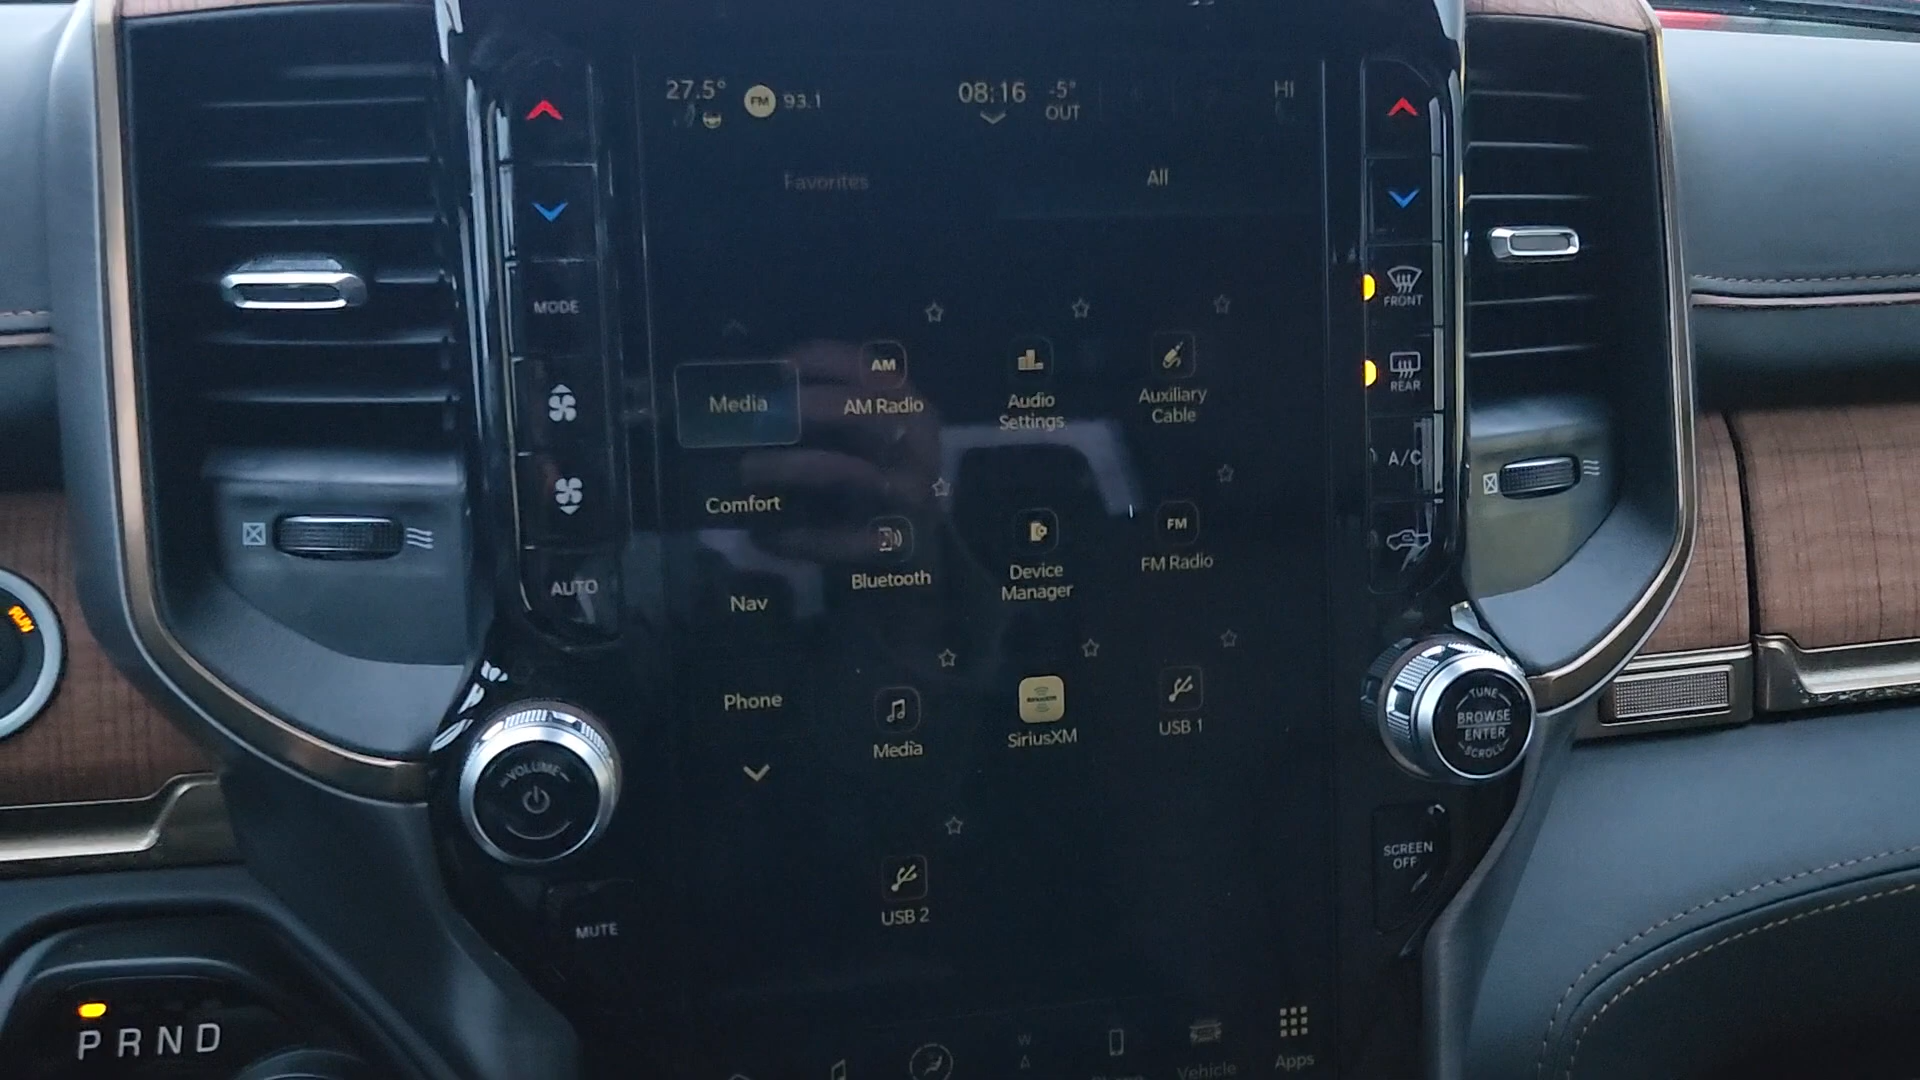 27.5° FM 93.1 08:16 -5° HI
OUT
Favorites All
MODE
FRONT
REAR
Media
AM
AM Radio
Audio
Settings
Auxiliary
Cable
A/C
Comfort
Bluetooth
Device
Manager
FM
FM Radio
AUTO
Nav
RUN
Phone
Media
SiriusXM
USB 1
TUNE
BROWSE
ENTER
SCROLL
VOLUME
SCREEN
OFF
USB 2
MUTE
P R N D
W
Vehicle
Apps